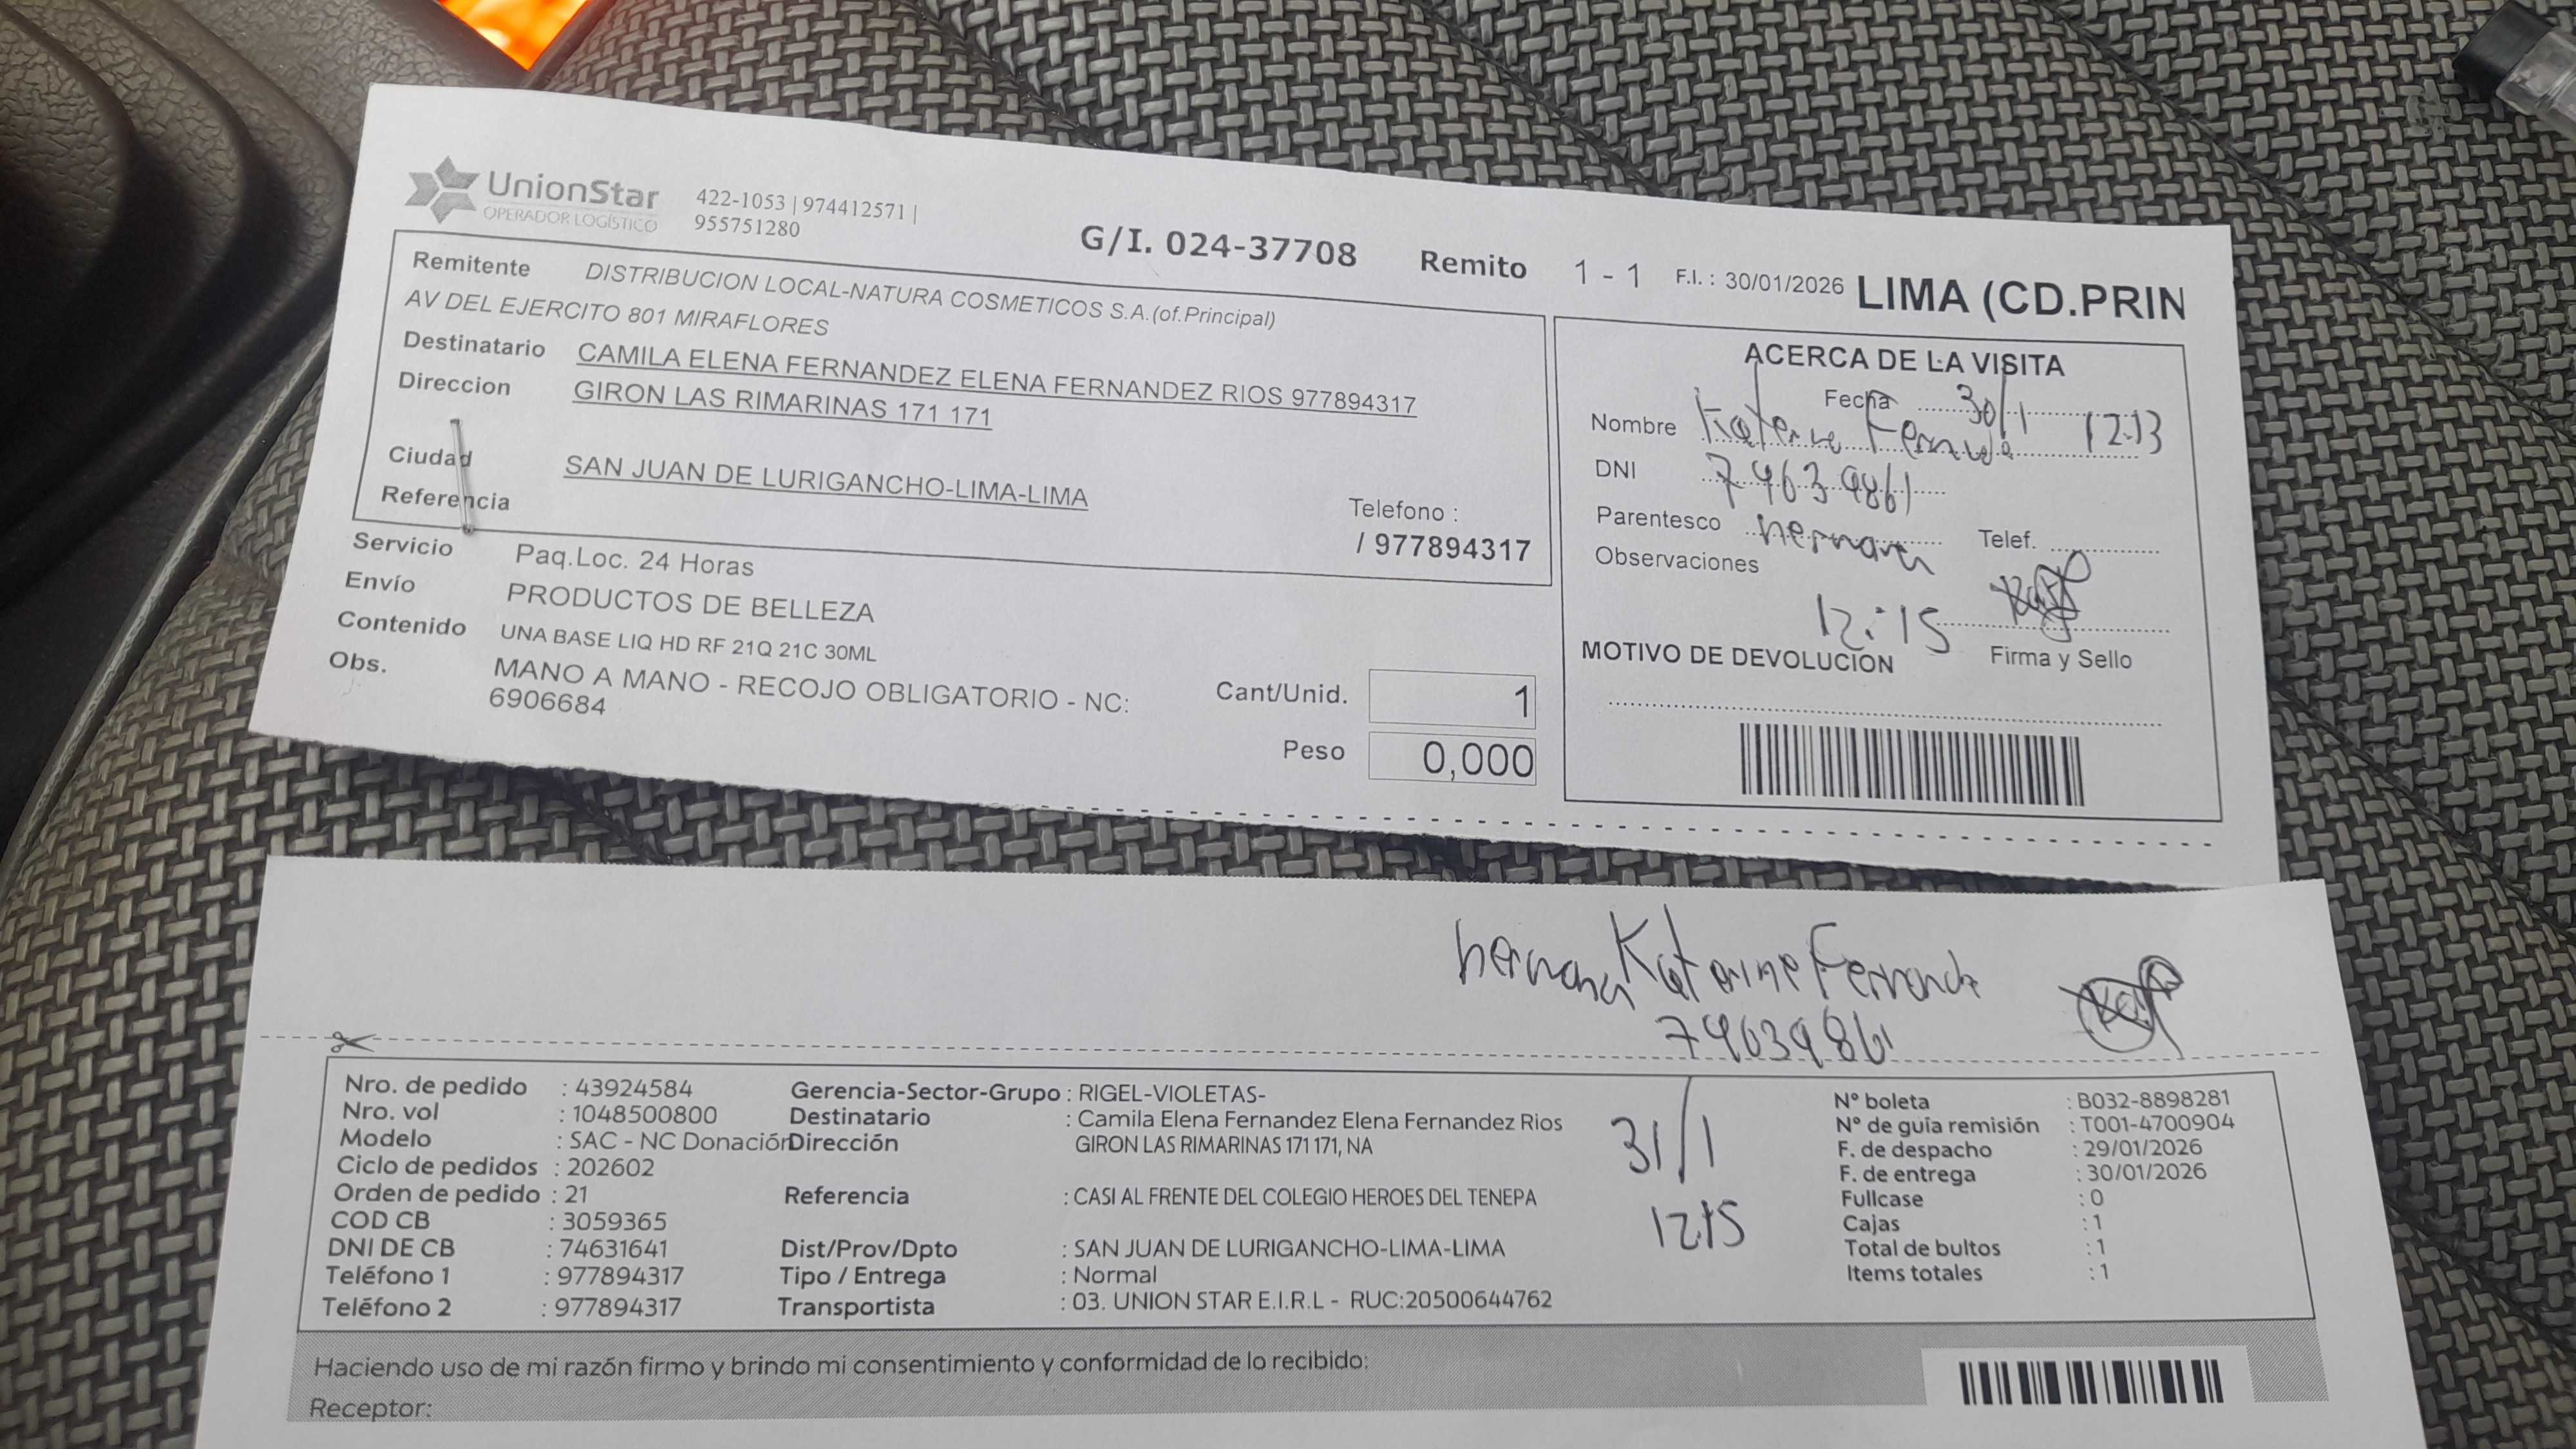 UnionStar
OPERADOR LOGÍSTICO
422-1053 | 974412571 |
955751280
G/I. 024-37708 Remito 1 - 1 F.I. : 30/01/2026 LIMA (CD.PRIN
Remitente DISTRIBUCION LOCAL-NATURA COSMETICOS S.A.(of.Principal)
AV DEL EJERCITO 801 MIRAFLORES
Destinatario CAMILA ELENA FERNANDEZ ELENA FERNANDEZ RIOS 977894317
Direccion GIRON LAS RIMARINAS 171 171
Ciudad SAN JUAN DE LURIGANCHO-LIMA-LIMA
Referencia
Telefono :
/ 977894317
Servicio Paq.Loc. 24 Horas
Envío PRODUCTOS DE BELLEZA
Contenido UNA BASE LIQ HD RF 21Q 21C 30ML
Obs. MANO A MANO - RECOJO OBLIGATORIO - NC:
6906684
Cant/Unid. 1
Peso 0,000
ACERCA DE LA VISITA
Fecha 30/1 12:13
Nombre
DNI 74639861
Parentesco hermana Telef.
Observaciones
12:15
MOTIVO DE DEVOLUCIÓN Firma y Sello
hermana Katerine Fernande
74639861
Nro. de pedido : 43924584
Nro. vol : 1048500800
Modelo : SAC - NC Donación
Ciclo de pedidos : 202602
Orden de pedido : 21
COD CB : 3059365
DNI DE CB : 74631641
Teléfono 1 : 977894317
Teléfono 2 : 977894317
Gerencia-Sector-Grupo : RIGEL-VIOLETAS-
Destinatario : Camila Elena Fernandez Elena Fernandez Rios
Dirección GIRON LAS RIMARINAS 171 171, NA
Referencia : CASI AL FRENTE DEL COLEGIO HEROES DEL TENEPA
Dist/Prov/Dpto : SAN JUAN DE LURIGANCHO-LIMA-LIMA
Tipo / Entrega : Normal
Transportista : 03. UNION STAR E.I.R.L - RUC:20500644762
31/1
12:15
N° boleta : B032-8898281
N° de guía remisión : T001-4700904
F. de despacho : 29/01/2026
F. de entrega : 30/01/2026
Fullcase : 0
Cajas : 1
Total de bultos : 1
Items totales : 1
Haciendo uso de mi razón firmo y brindo mi consentimiento y conformidad de lo recibido:
Receptor: